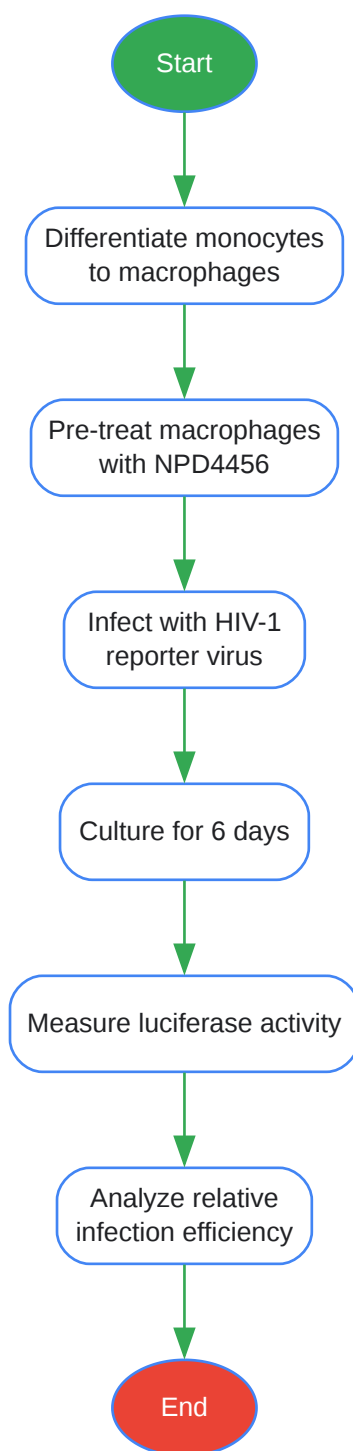 Start
Differentiate monocytes
to macrophages
Pre-treat macrophages
with NPD4456
Infect with HIV-1
reporter virus
Culture for 6 days
Measure luciferase activity
Analyze relative
infection efficiency
End